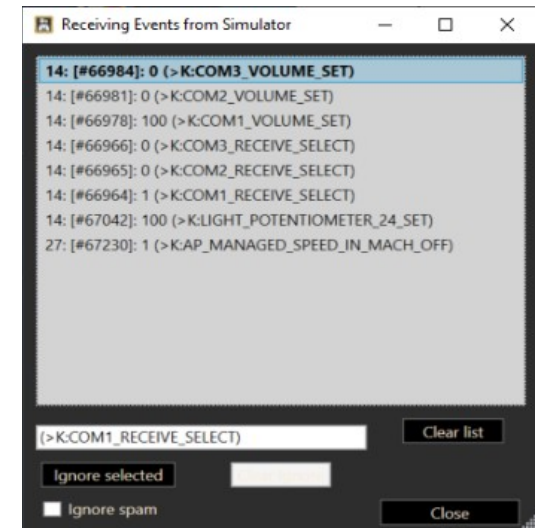 Receiving Events from Simulator
14: [#66984]: 0 (>K:COM3_VOLUME_SET)
14: [#66981]: 0 (>K:COM2_VOLUME_SET)
14: [#66978]: 100 (>K:COM1_VOLUME_SET)
14: [#66966]: 0 (>K:COM3_RECEIVE_SELECT)
14: [#66965]: 0 (>K:COM2_RECEIVE_SELECT)
14: [#66964]: 1 (>K:COM1_RECEIVE_SELECT)
14: [#67042]: 100 (>K:LIGHT_POTENTIOMETER_24_SET)
27: [#67230]: 1 (>K:AP_MANAGED_SPEED_IN_MACH_OFF)
(>K:COM1_RECEIVE_SELECT)
Clear list
Ignore selected
Ignore spam
Close